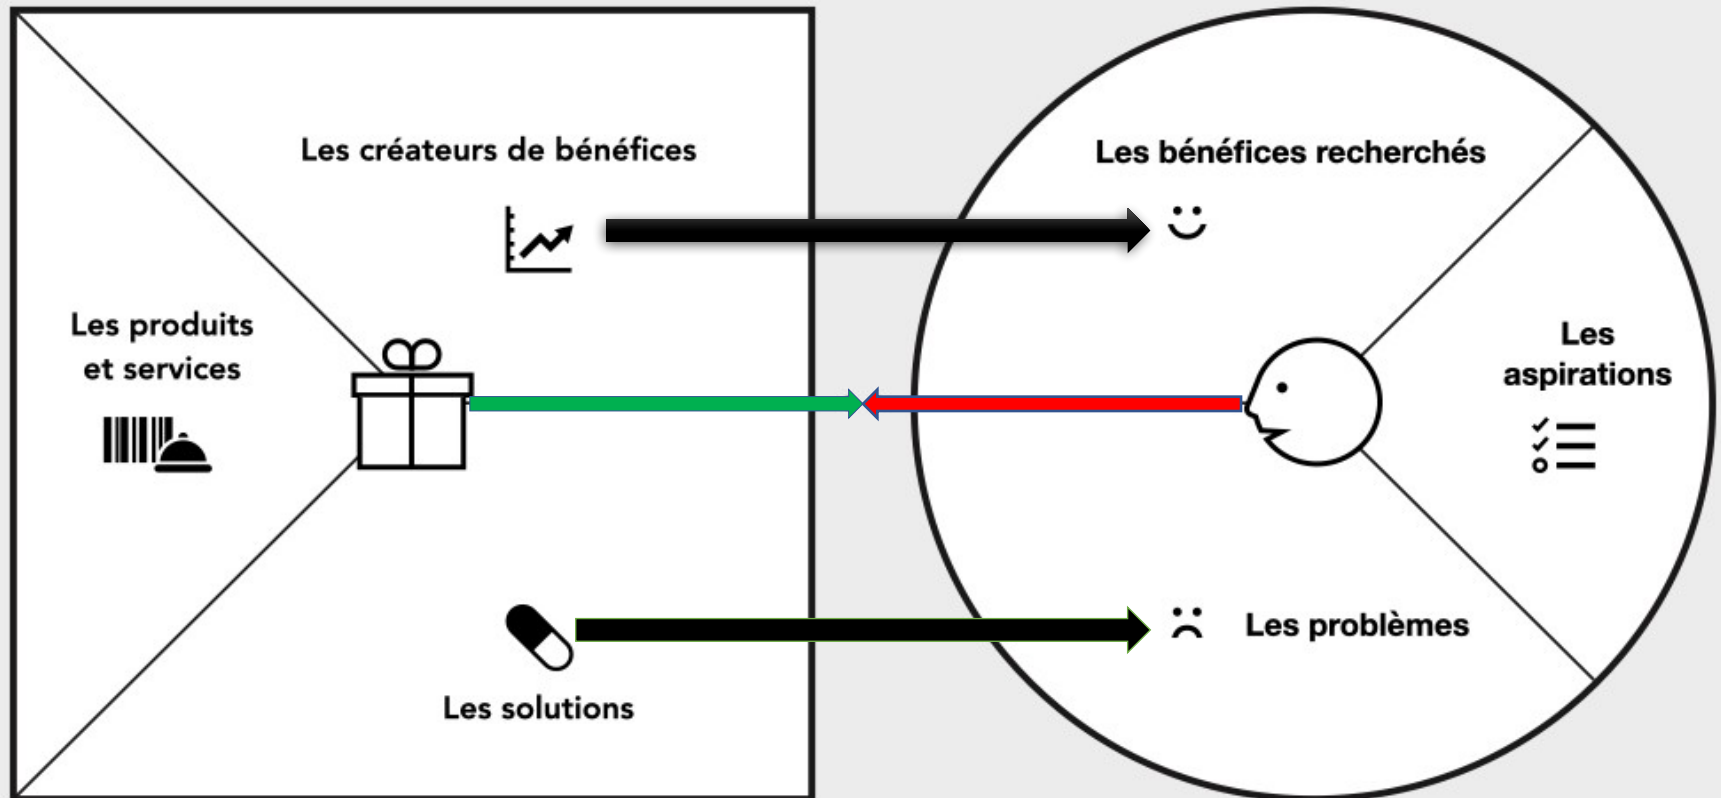 Les créateurs de bénéfices
Les produits
et services
Les solutions
Les bénéfices recherchés
Les
aspirations
Les problèmes